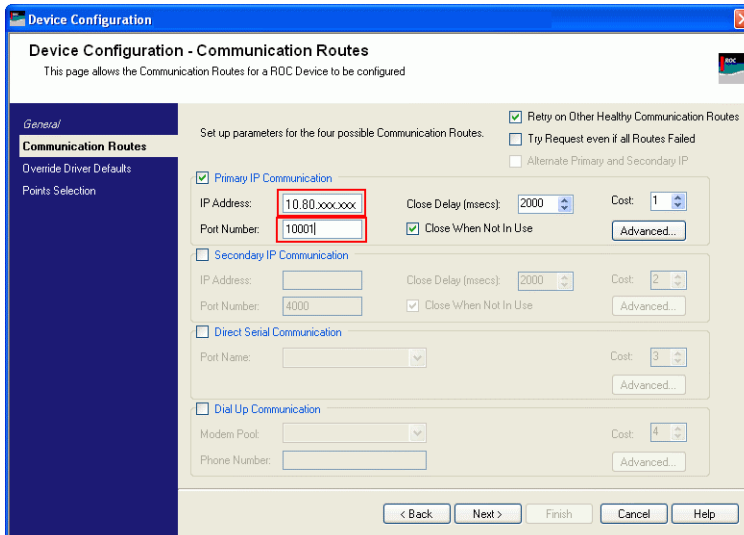 Device Configuration
Device Configuration - Communication Routes
This page allows the Communication Routes for a ROC Device to be configured
ROC
General
Communication Routes
Override Driver Defaults
Points Selection
Set up parameters for the four possible Communication Routes.
Retry on Other Healthy Communication Routes
Try Request even if all Routes Failed
Alternate Primary and Secondary IP
Primary IP Communication
IP Address: 10.80.xxx.xxx Close Delay (msecs): 2000 Cost: 1
Port Number: 10001 Close When Not In Use Advanced...
Secondary IP Communication
IP Address: Close Delay (msecs): 2000 Cost: 2
Port Number: 4000 Close When Not In Use Advanced...
Direct Serial Communication
Port Name: Cost: 3
Advanced...
Dial Up Communication
Modem Pool: Cost: 4
Phone Number: Advanced...
< Back Next > Finish Cancel Help